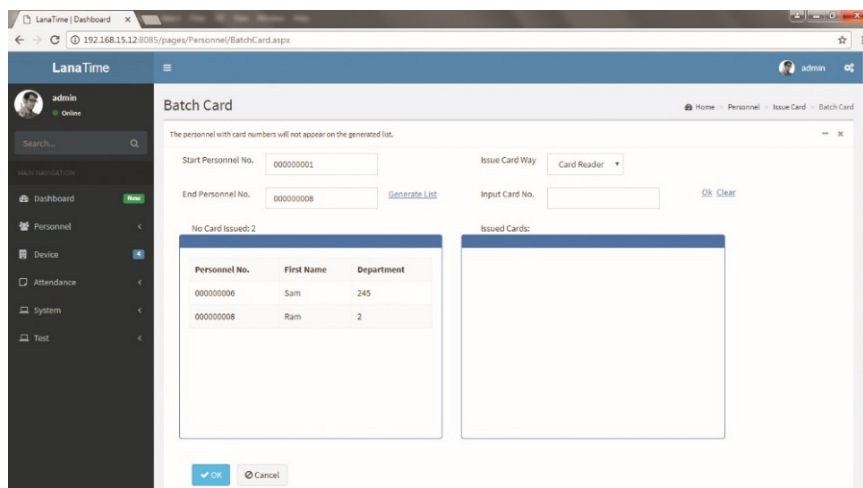 LanaTime | Dashboard
192.168.15.12:8085/pages/Personnel/BatchCard.aspx
LanaTime
admin
admin
Online
Batch Card
Home > Personnel > Issue Card > Batch Card
Search...
The personnel with card numbers will not appear on the generated list.
MAIN NAVIGATION
Start Personnel No. 000000001
Issue Card Way Card Reader
End Personnel No. 000000008 Generate List
Input Card No. Ok Clear
Dashboard New
Personnel
Device 4
Attendance
System
Test
No Card Issued: 2
Issued Cards:
Personnel No. First Name Department
000000006 Sam 245
000000008 Ram 2
OK Cancel